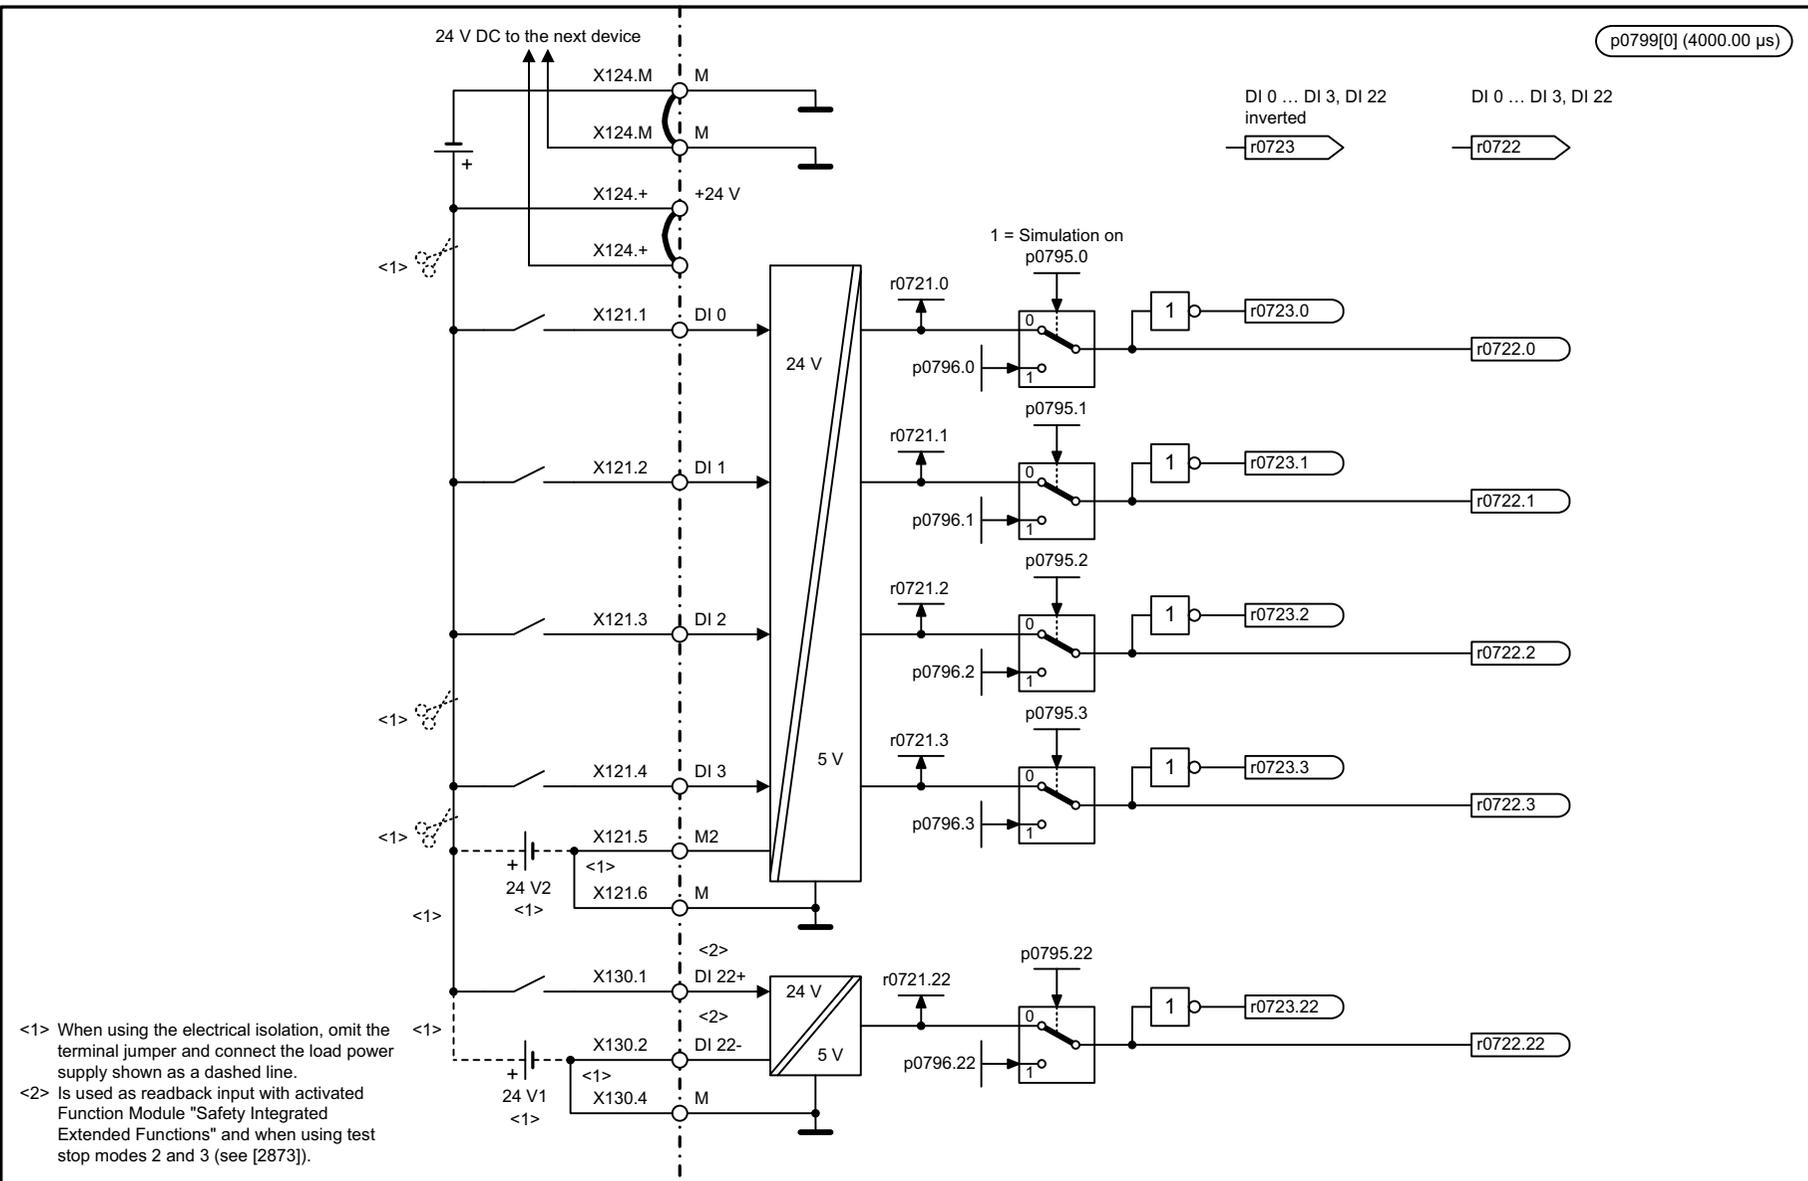 24 V DC to the next device
p0799[0] (4000.00 µs)
X124.M
M
DI 0 … DI 3, DI 22
inverted
DI 0 … DI 3, DI 22
X124.M
M
r0723
r0722
+
X124.+
+24 V
1 = Simulation on
X124.+
<1>
p0795.0
r0721.0
X121.1
DI 0
0
1
r0723.0
r0722.0
24 V
p0796.0
1
p0795.1
r0721.1
X121.2
DI 1
0
1
r0723.1
r0722.1
p0796.1
1
p0795.2
r0721.2
X121.3
DI 2
0
1
r0723.2
r0722.2
p0796.2
1
<1>
p0795.3
r0721.3
5 V
X121.4
DI 3
0
1
r0723.3
r0722.3
p0796.3
1
<1>
X121.5
M2
+
<1>
24 V2
<1>
X121.6
M
<1>
<2>
p0795.22
X130.1
DI 22+
24 V
r0721.22
0
1
r0723.22
<2>
<1>
X130.2
DI 22-
5 V
r0722.22
p0796.22
1
+
<1>
24 V1
<1>
X130.4
M
<1> When using the electrical isolation, omit the
terminal jumper and connect the load power
supply shown as a dashed line.
<2> Is used as readback input with activated
Function Module "Safety Integrated
Extended Functions" and when using test
stop modes 2 and 3 (see [2873]).